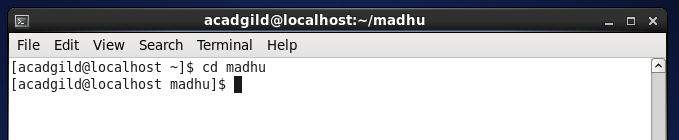 acadgild@localhost:~/madhu
File Edit View Search Terminal Help
[acadgild@localhost ~]$ cd madhu
[acadgild@localhost madhu]$